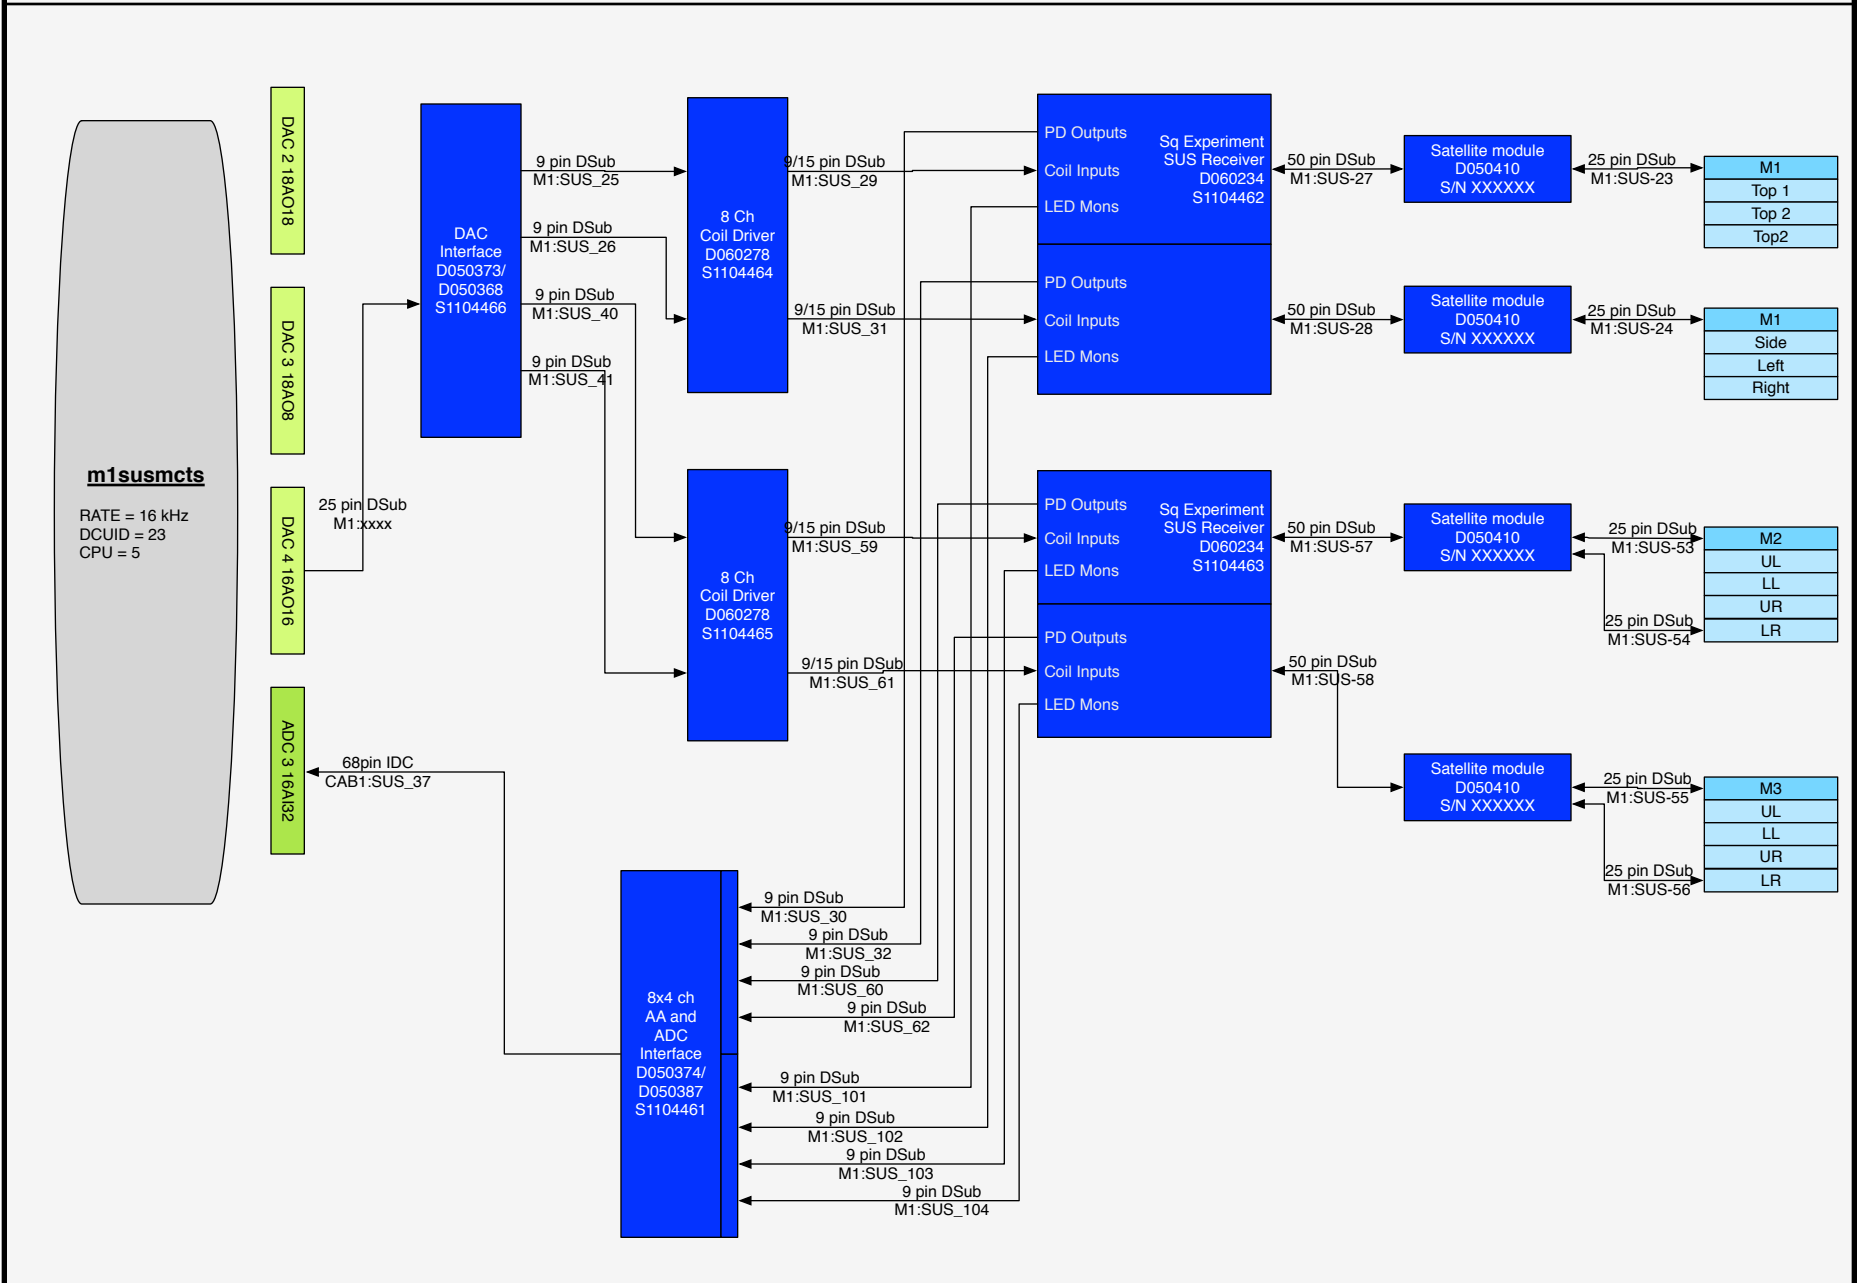 m1susmcts
RATE = 16 kHz
DCUID = 23
CPU = 5
DAC 2 18AO18
DAC 3 18AO8
DAC 4 16AO16
ADC 3 16AI32
25 pin DSub
M1:xxxx
68pin IDC
CAB1:SUS_37
DAC
Interface
D050373/
D050368
S1104466
9 pin DSub
M1:SUS_25
9 pin DSub
M1:SUS_26
9 pin DSub
M1:SUS_40
9 pin DSub
M1:SUS_41
8 Ch
Coil Driver
D060278
S1104464
8 Ch
Coil Driver
D060278
S1104465
9/15 pin DSub
M1:SUS_29
9/15 pin DSub
M1:SUS_31
9/15 pin DSub
M1:SUS_59
9/15 pin DSub
M1:SUS_61
PD Outputs
Coil Inputs
LED Mons
Sq Experiment
SUS Receiver
D060234
S1104462
PD Outputs
Coil Inputs
LED Mons
PD Outputs
Coil Inputs
LED Mons
Sq Experiment
SUS Receiver
D060234
S1104463
PD Outputs
Coil Inputs
LED Mons
50 pin DSub
M1:SUS-27
50 pin DSub
M1:SUS-28
50 pin DSub
M1:SUS-57
50 pin DSub
M1:SUS-58
Satellite module
D050410
S/N XXXXXX
Satellite module
D050410
S/N XXXXXX
Satellite module
D050410
S/N XXXXXX
Satellite module
D050410
S/N XXXXXX
25 pin DSub
M1:SUS-23
25 pin DSub
M1:SUS-24
25 pin DSub
M1:SUS-53
25 pin DSub
M1:SUS-54
25 pin DSub
M1:SUS-55
25 pin DSub
M1:SUS-56
M1
Top 1
Top 2
Top2
M1
Side
Left
Right
M2
UL
LL
UR
LR
M3
UL
LL
UR
LR
8x4 ch
AA and
ADC
Interface
D050374/
D050387
S1104461
9 pin DSub
M1:SUS_30
9 pin DSub
M1:SUS_32
9 pin DSub
M1:SUS_60
9 pin DSub
M1:SUS_62
9 pin DSub
M1:SUS_101
9 pin DSub
M1:SUS_102
9 pin DSub
M1:SUS_103
9 pin DSub
M1:SUS_104